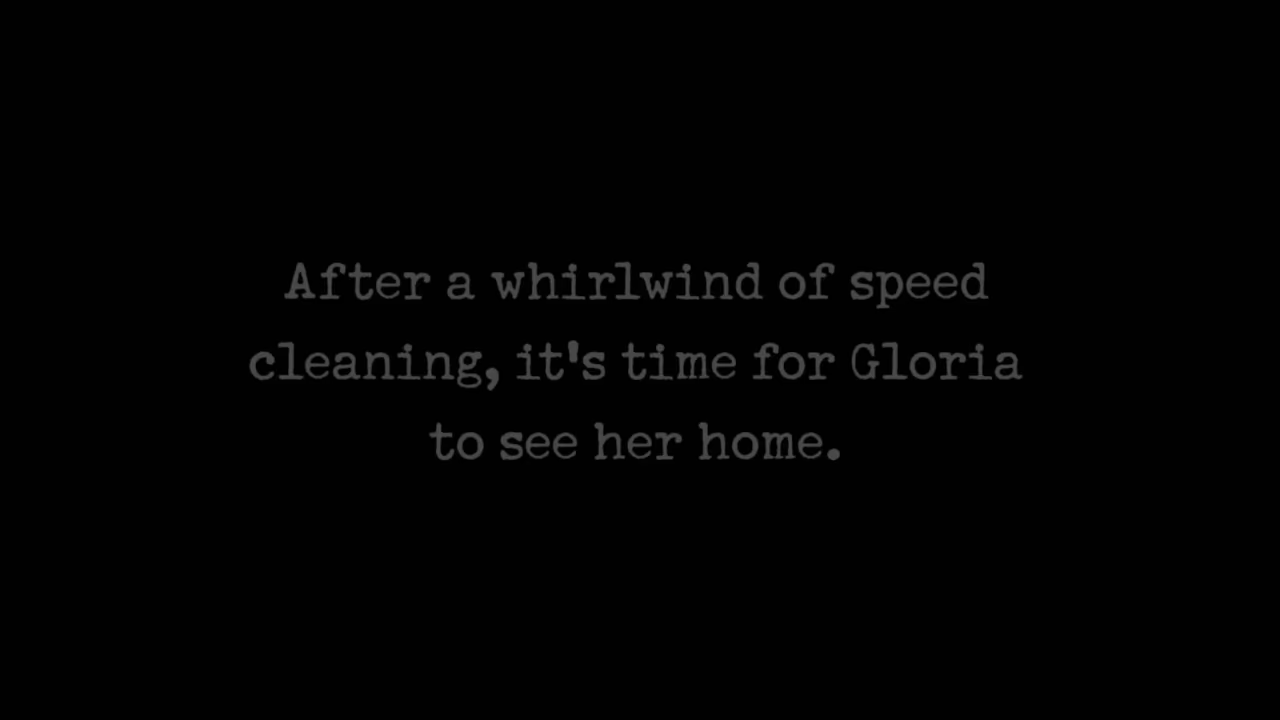 After a whirlwind of speed
cleaning, it's time for Gloria
to see her home.